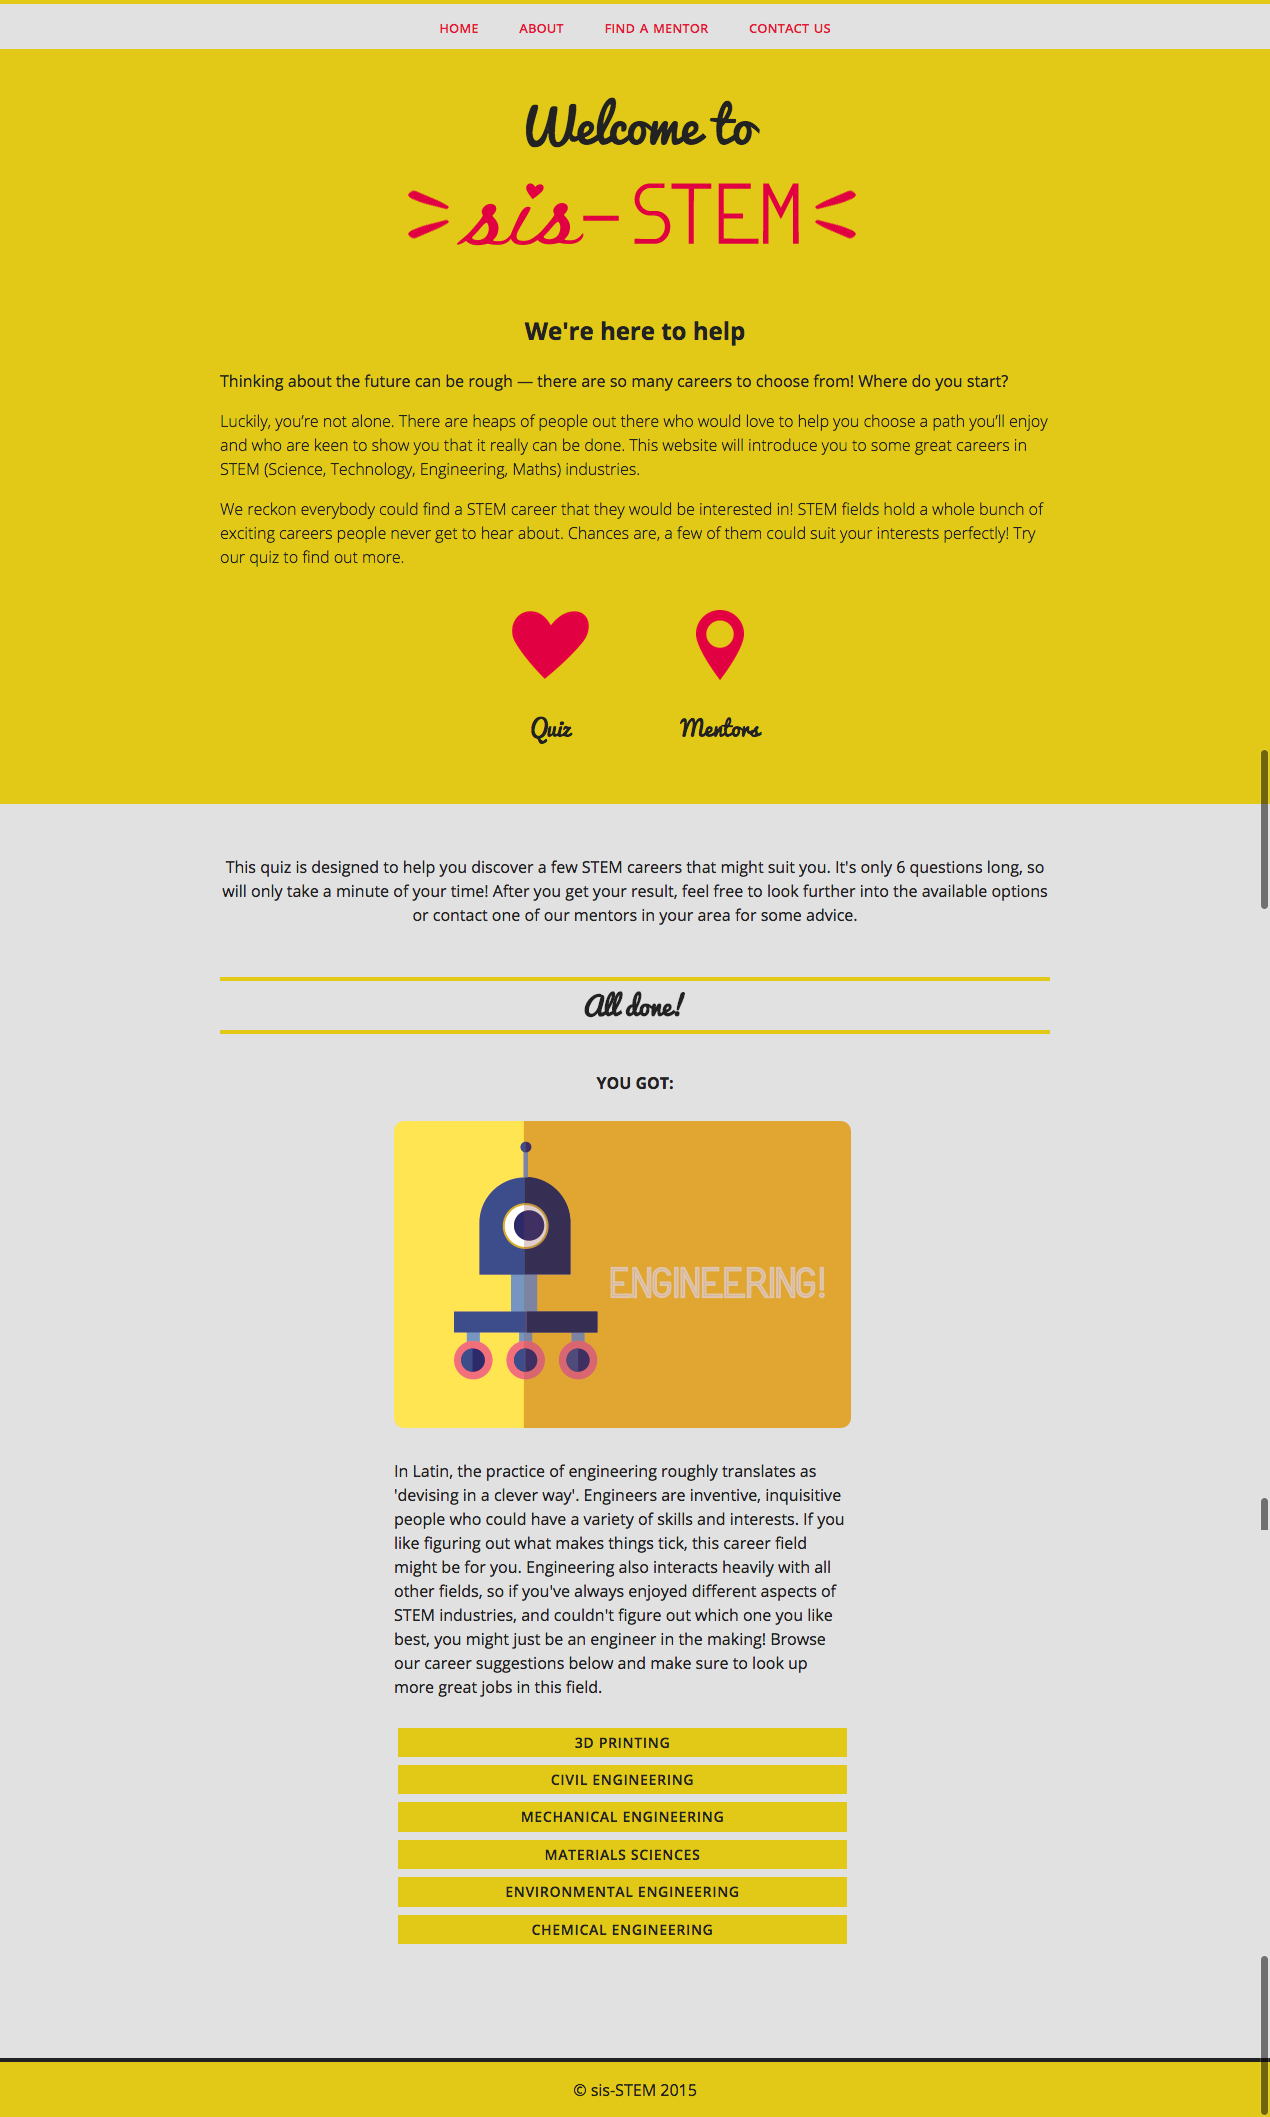 HOME ABOUT FIND A MENTOR CONTACT US
Welcome to
sis-STEM
We're here to help
Thinking about the future can be rough — there are so many careers to choose from! Where do you start?
Luckily, you’re not alone. There are heaps of people out there who would love to help you choose a path you’ll enjoy
and who are keen to show you that it really can be done. This website will introduce you to some great careers in
STEM (Science, Technology, Engineering, Maths) industries.
We reckon everybody could find a STEM career that they would be interested in! STEM fields hold a whole bunch of
exciting careers people never get to hear about. Chances are, a few of them could suit your interests perfectly! Try
our quiz to find out more.
Quiz Mentors
This quiz is designed to help you discover a few STEM careers that might suit you. It's only 6 questions long, so
will only take a minute of your time! After you get your result, feel free to look further into the available options
or contact one of our mentors in your area for some advice.
All done!
YOU GOT:
ENGINEERING!
In Latin, the practice of engineering roughly translates as
'devising in a clever way'. Engineers are inventive, inquisitive
people who could have a variety of skills and interests. If you
like figuring out what makes things tick, this career field
might be for you. Engineering also interacts heavily with all
other fields, so if you've always enjoyed different aspects of
STEM industries, and couldn't figure out which one you like
best, you might just be an engineer in the making! Browse
our career suggestions below and make sure to look up
more great jobs in this field.
3D PRINTING
CIVIL ENGINEERING
MECHANICAL ENGINEERING
MATERIALS SCIENCES
ENVIRONMENTAL ENGINEERING
CHEMICAL ENGINEERING
© sis-STEM 2015